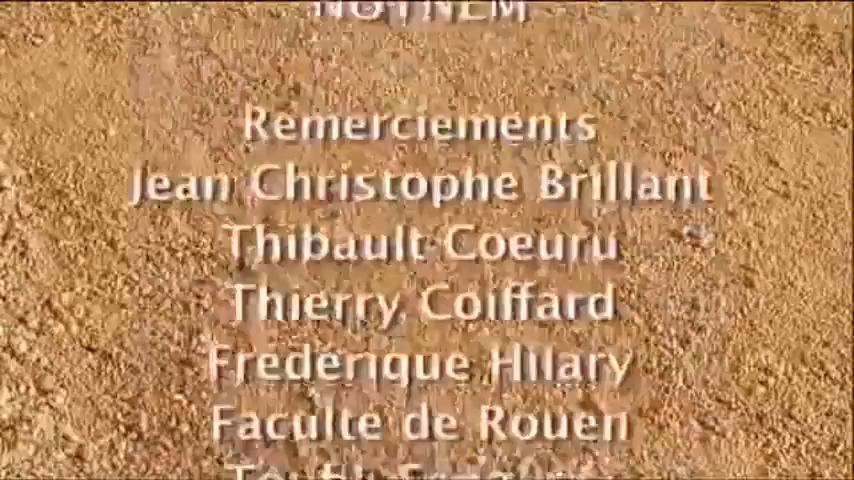 Remerciements
Jean Christophe Brillant
Thibault Coeuru
Thierry Coiffard
Frederique Hilary
Faculte de Rouen